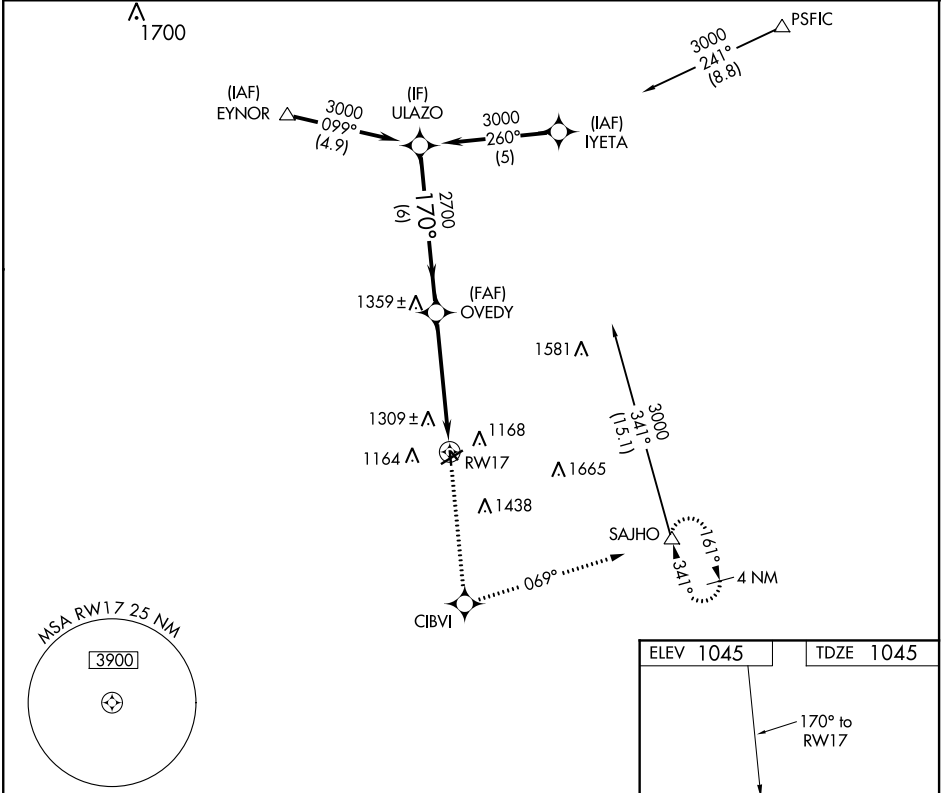 1700
PSFIC
3000
241°
(8.8)
(IAF)
EYNOR
3000
099°
(4.9)
(IF)
ULAZO
3000
260°
(5)
(IAF)
IYETA
2700
170°
(6)
1359 ±
(FAF)
OVEDY
1581
1309 ±
1168
1164
RW17
1665
1438
3000
341°
(15.1)
SAJHO
161°
341°
4 NM
069°
CIBVI
MSA RW17 25 NM
3900
ELEV 1045
TDZE 1045
170° to
RW17